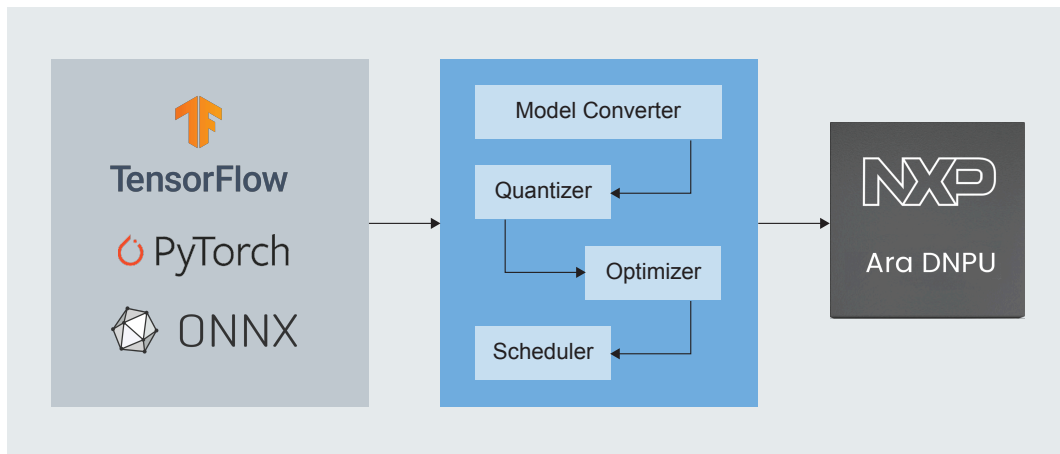 TensorFlow
PyTorch
ONNX
Model Converter
Quantizer
Optimizer
Scheduler
NXP
Ara DNPU